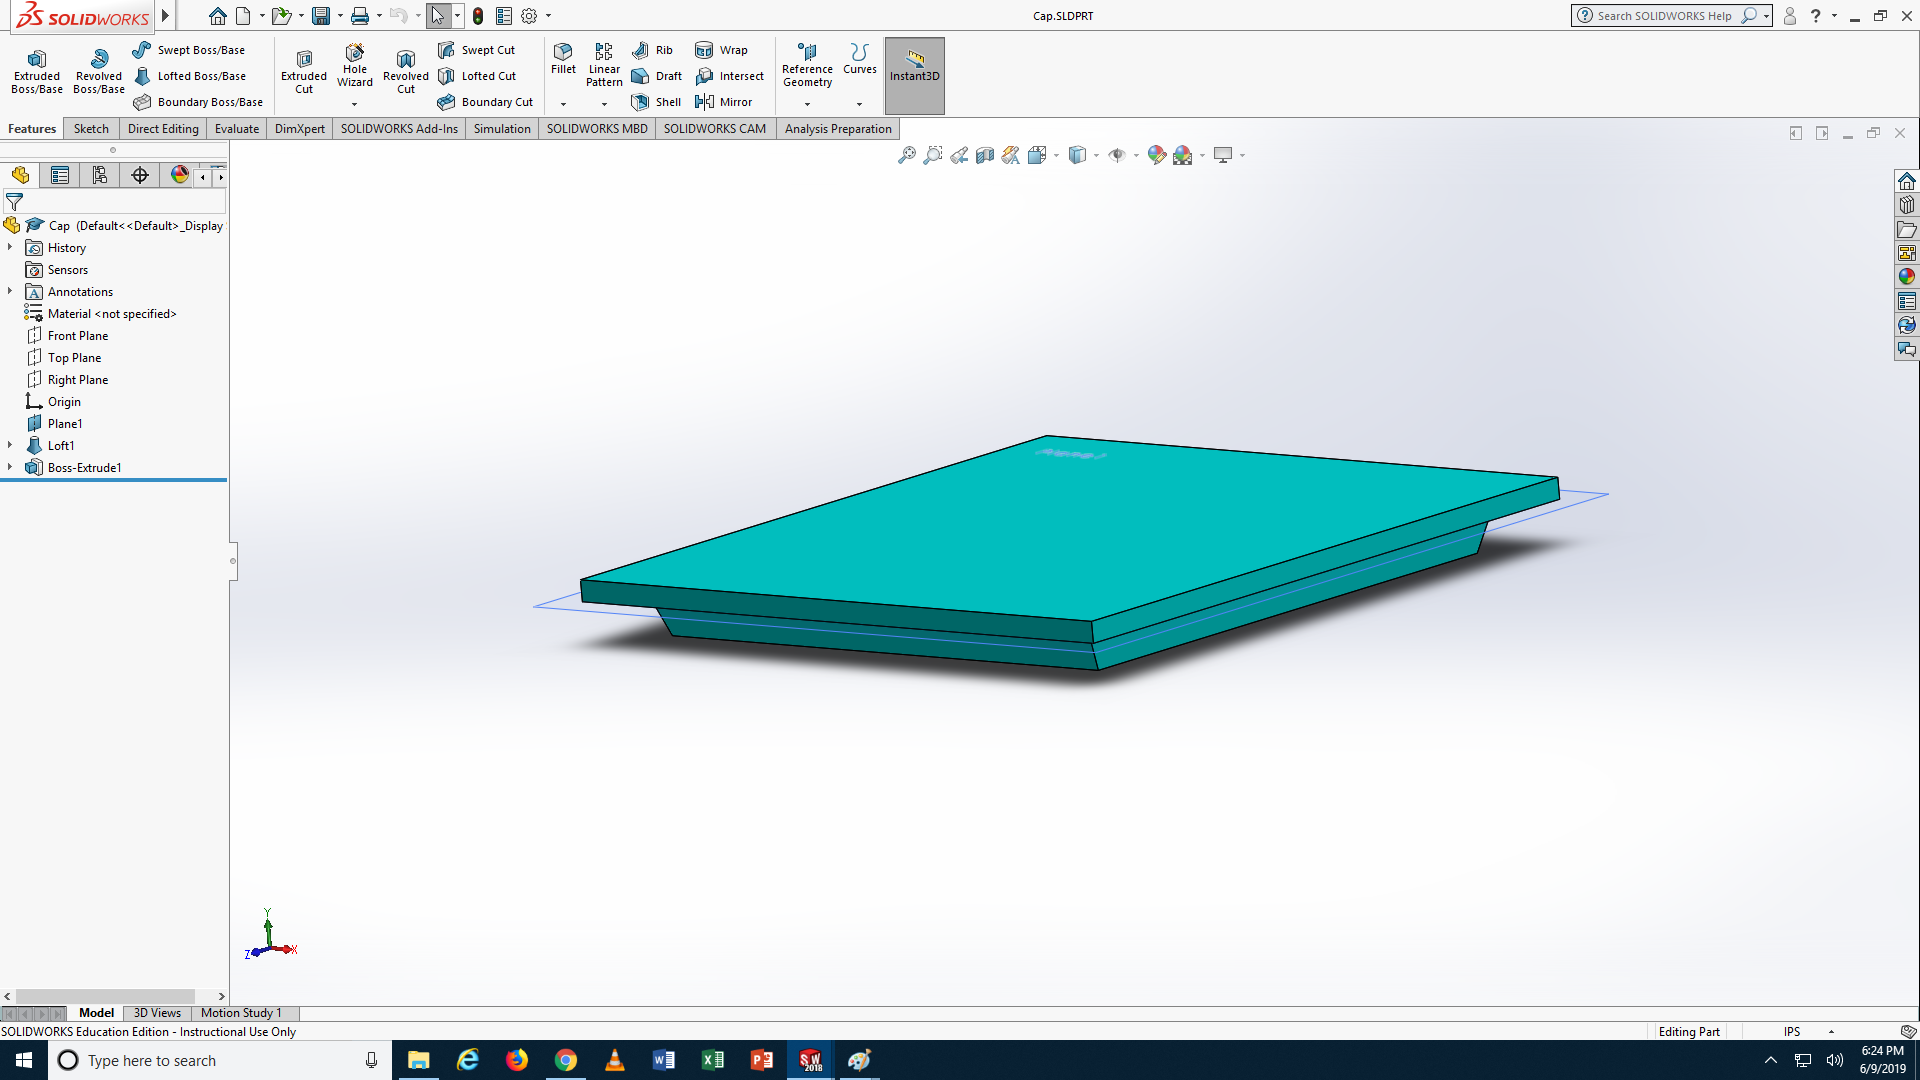 SOLIDWORKS
Cap.SLDPRT
Search SOLIDWORKS Help
Extruded Boss/Base
Revolved Boss/Base
Swept Boss/Base
Lofted Boss/Base
Boundary Boss/Base
Extruded Cut
Hole Wizard
Revolved Cut
Swept Cut
Lofted Cut
Boundary Cut
Fillet
Linear Pattern
Rib
Draft
Shell
Wrap
Intersect
Mirror
Reference Geometry
Curves
Instant3D
Features
Sketch
Direct Editing
Evaluate
DimXpert
SOLIDWORKS Add-Ins
Simulation
SOLIDWORKS MBD
SOLIDWORKS CAM
Analysis Preparation
Cap (Default<<Default>_Display
History
Sensors
Annotations
Material <not specified>
Front Plane
Top Plane
Right Plane
Origin
Plane1
Loft1
Boss-Extrude1
Y
Z
X
Model
3D Views
Motion Study 1
SOLIDWORKS Education Edition - Instructional Use Only
Editing Part
IPS
Type here to search
6:24 PM
6/9/2019